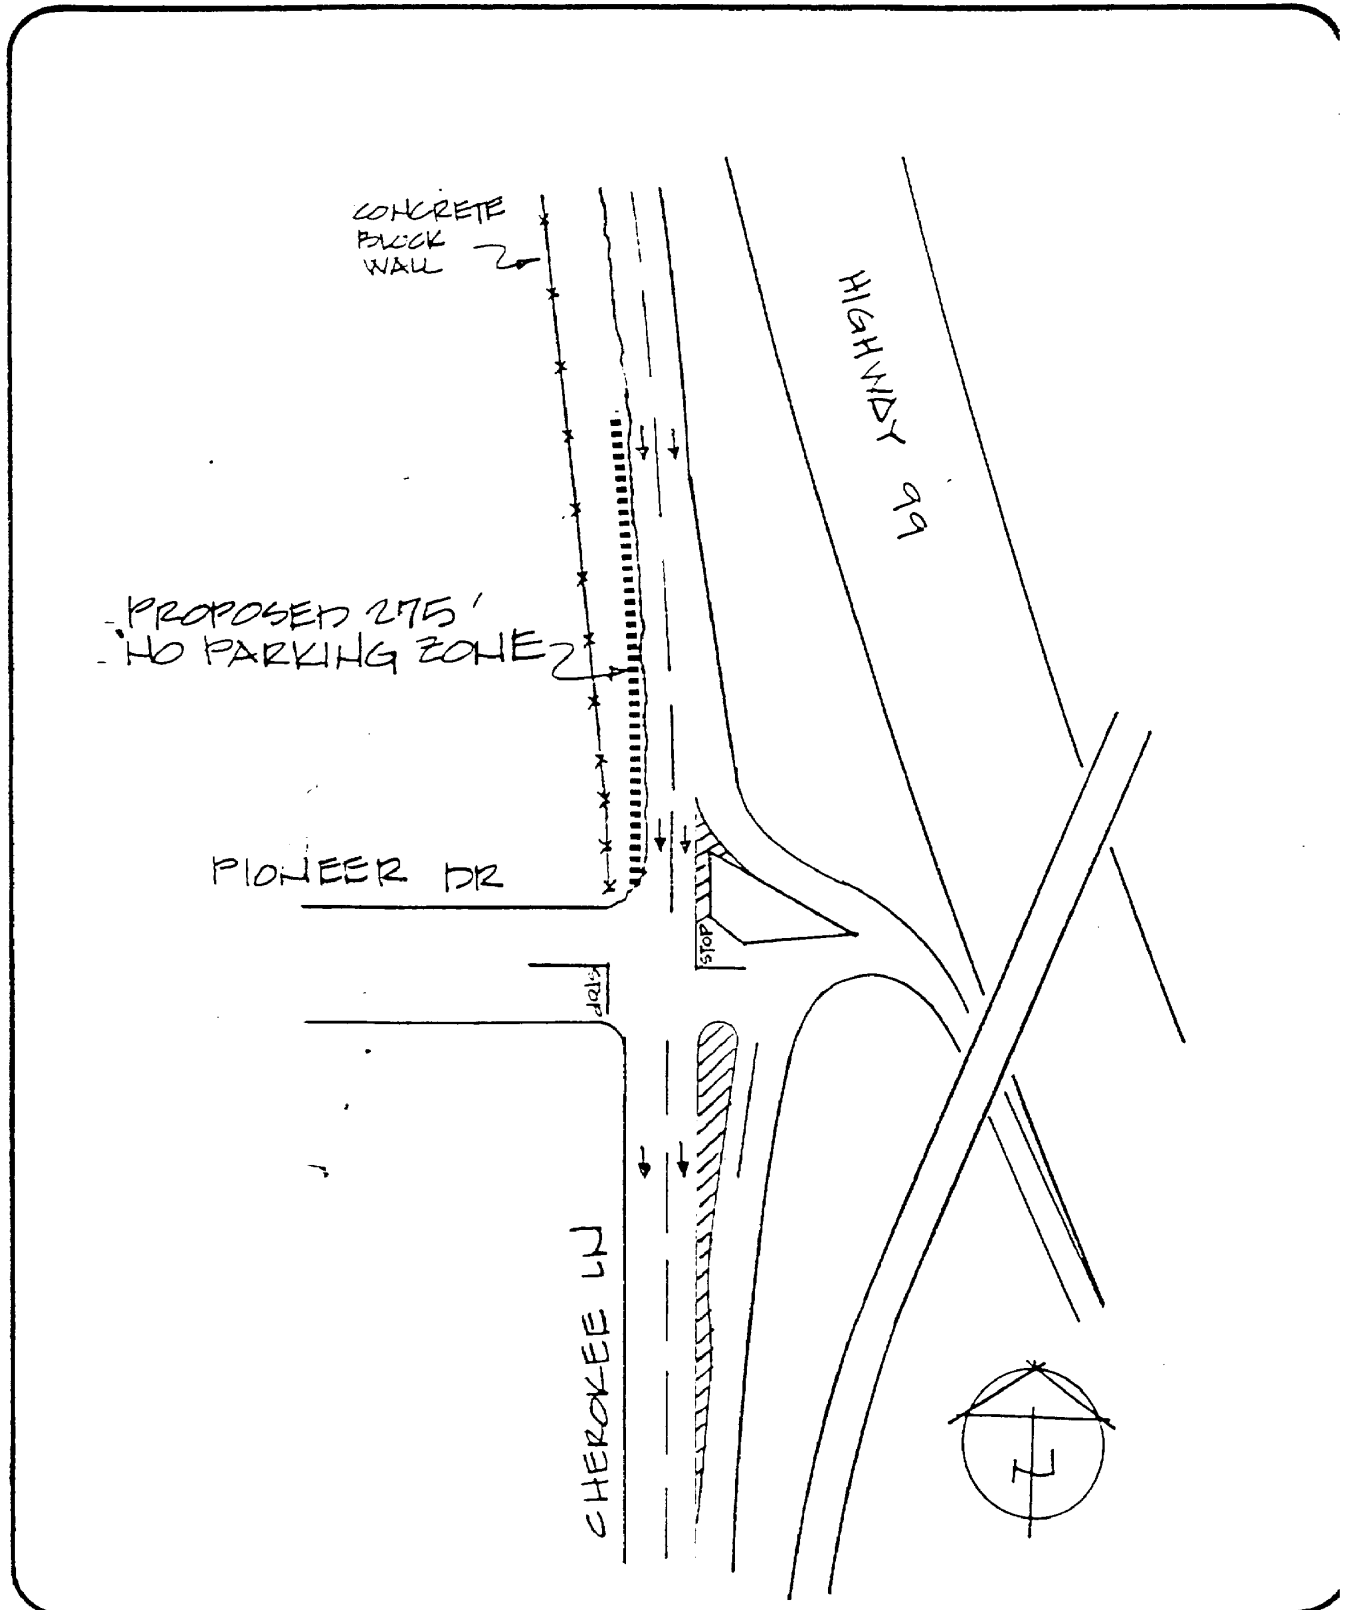 CONCRETE
BLOCK
WALL
HIGHWAY 99
PROPOSED 275'
NO PARKING ZONE
PIONEER DR
STOP
STOP
CHEROKEE LN
N